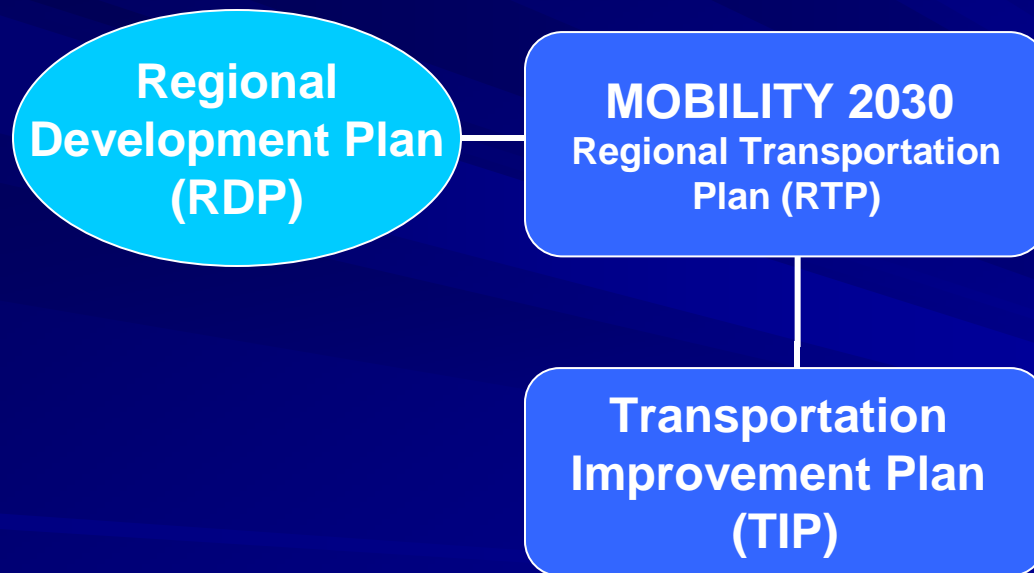 Regional
Development Plan
(RDP)
MOBILITY 2030
Regional Transportation
Plan (RTP)
Transportation
Improvement Plan
(TIP)